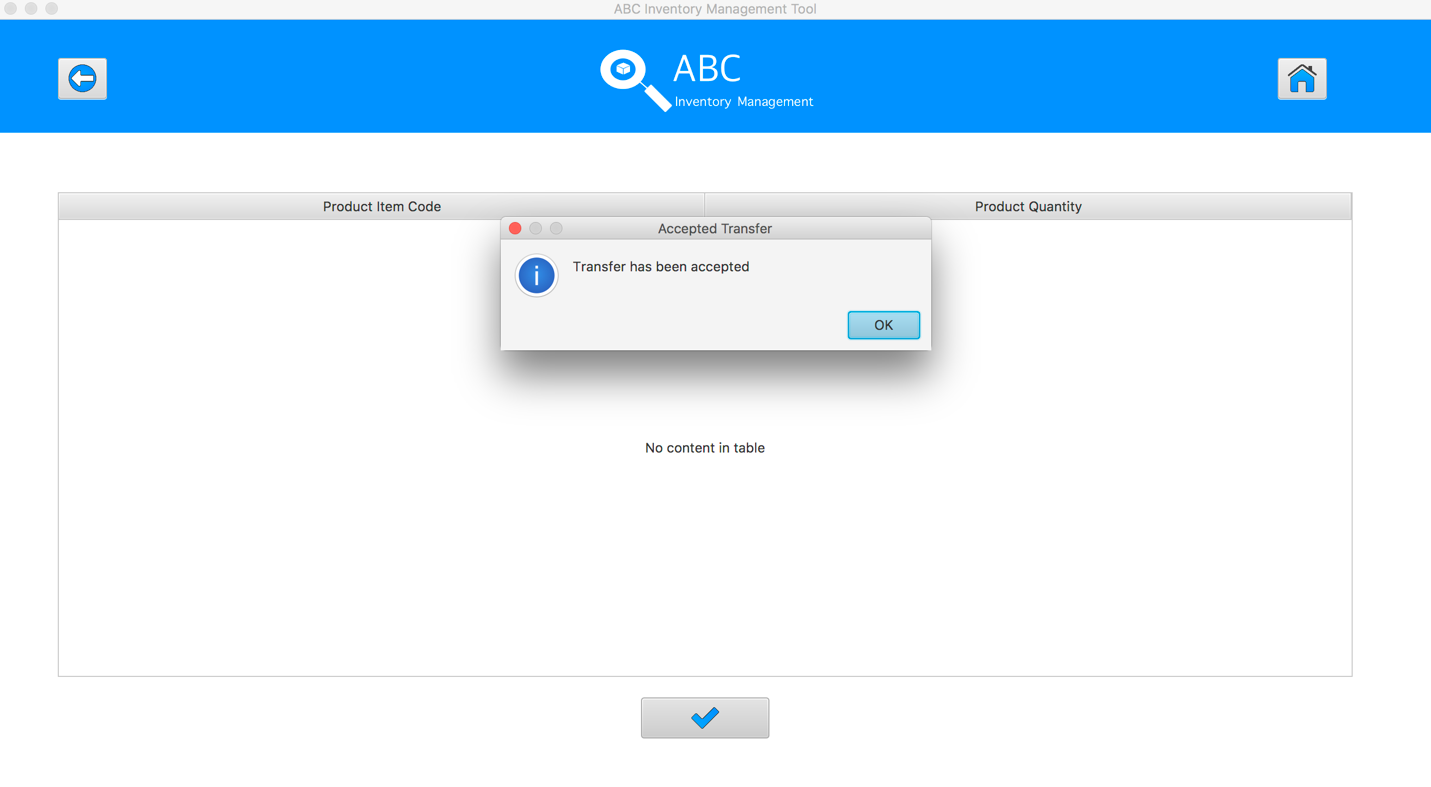 ABC Inventory Management Tool
ABC
Inventory Management
Product Item Code
Product Quantity
Accepted Transfer
i
Transfer has been accepted
OK
No content in table